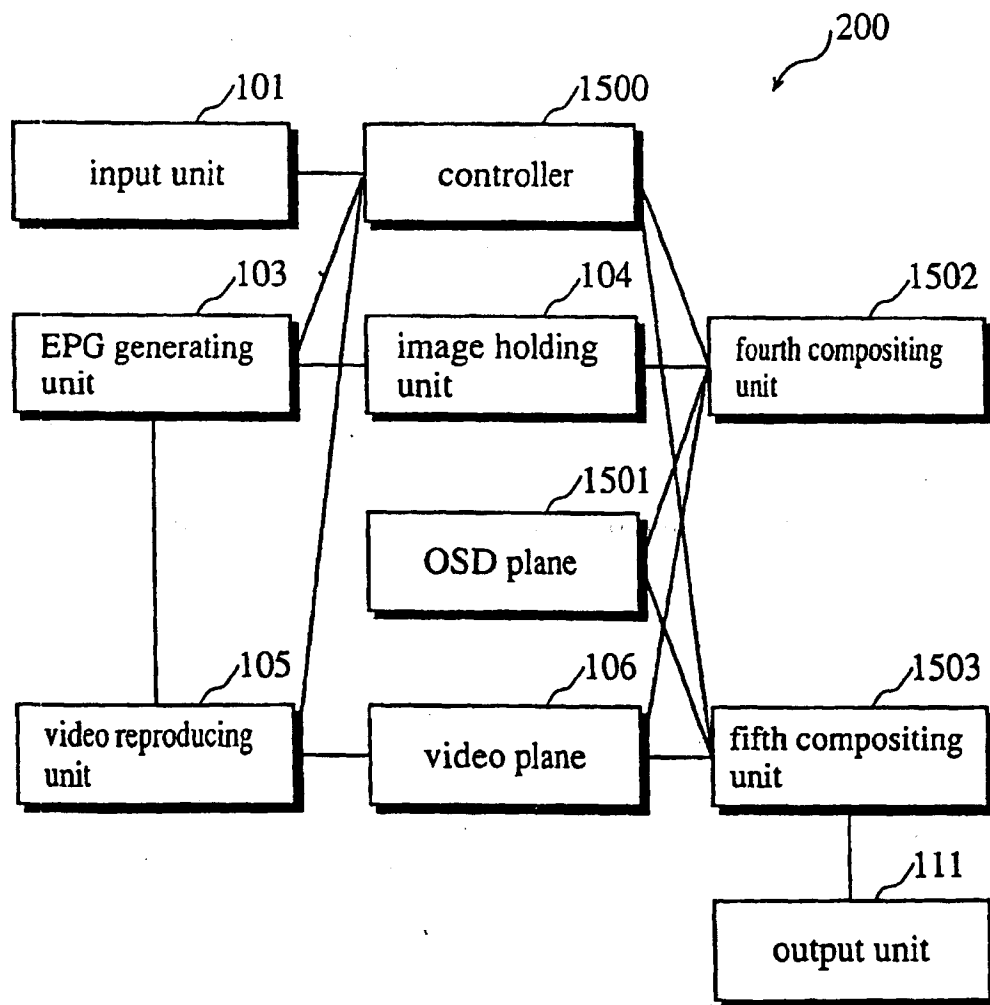 200
101
1500
input unit
controller
103
104
1502
EPG generating
unit
image holding
unit
fourth compositing
unit
1501
OSD plane
105
106
1503
video reproducing
unit
video plane
fifth compositing
unit
111
output unit